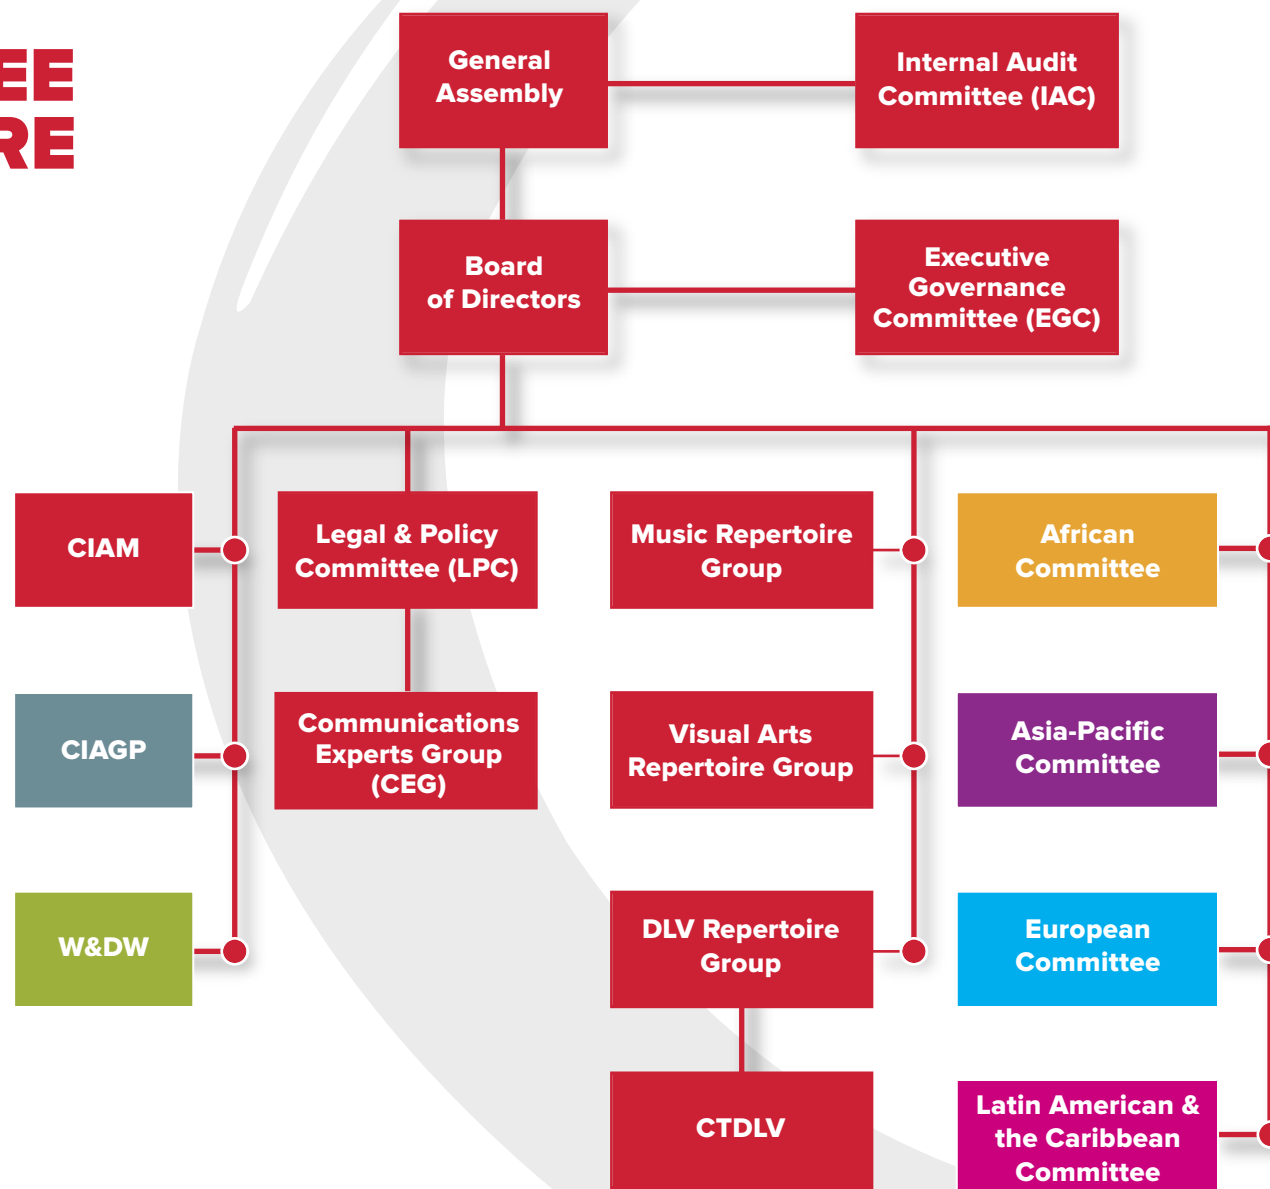 EE
RE
General
Assembly
Internal Audit
Committee (IAC)
Board
of Directors
Executive
Governance
Committee (EGC)
CIAM
Legal & Policy
Committee (LPC)
Music Repertoire
Group
African
Committee
CIAGP
Communications
Experts Group
(CEG)
Visual Arts
Repertoire Group
Asia-Pacific
Committee
W&DW
DLV Repertoire
Group
European
Committee
CTDLV
Latin American &
the Caribbean
Committee